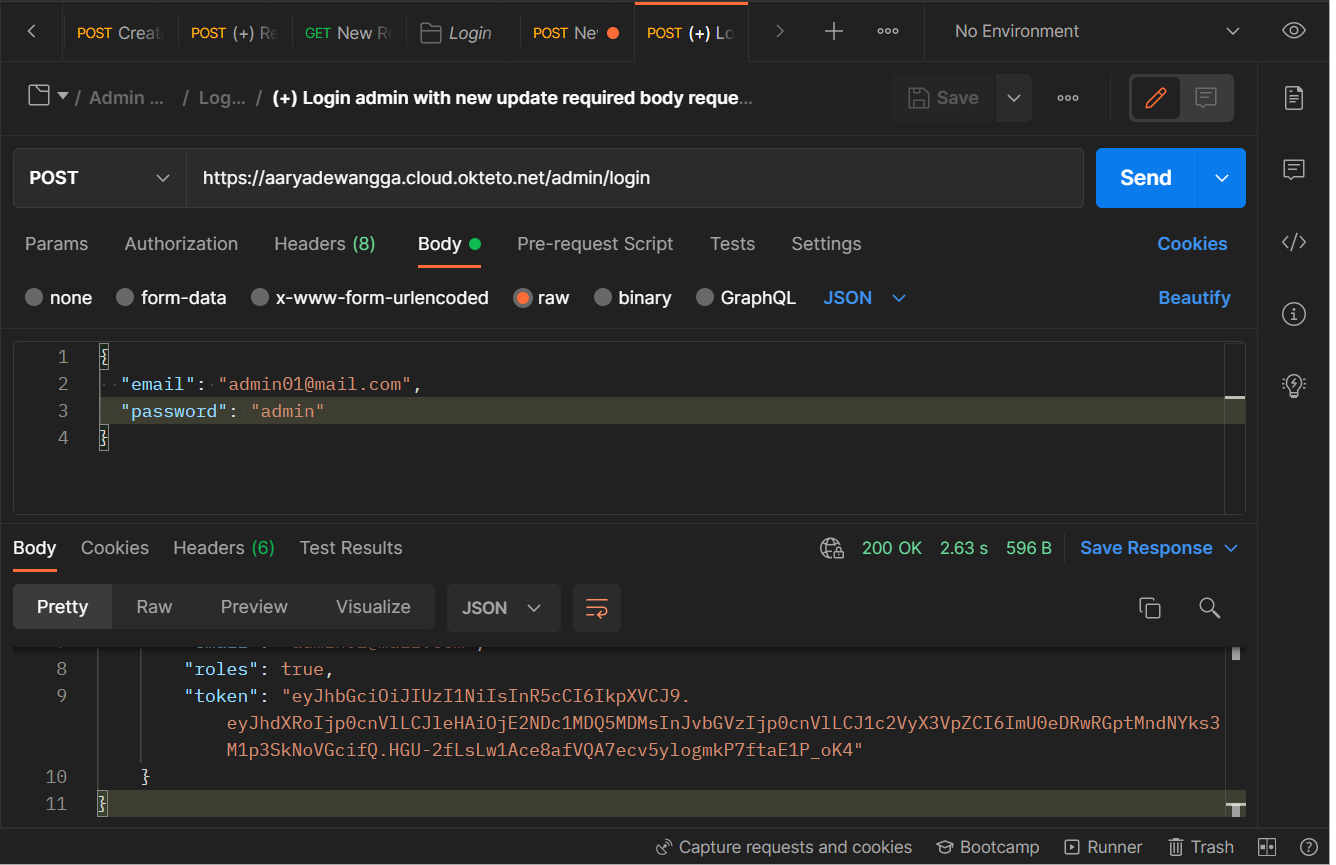 POST Creat
POST (+) Re
GET New R
Login
POST Ne
POST (+) Lo
No Environment
/ Admin ... / Log... / (+) Login admin with new update required body reque...
Save
POST
https://aaryadewangga.cloud.okteto.net/admin/login
Send
Params Authorization Headers (8) Body Pre-request Script Tests Settings Cookies
none form-data x-www-form-urlencoded raw binary GraphQL JSON Beautify
1 {
2 "email": "admin01@mail.com",
3 "password": "admin"
4 }
Body Cookies Headers (6) Test Results 200 OK 2.63 s 596 B Save Response
Pretty Raw Preview Visualize JSON
8 "roles": true,
9 "token": "eyJhbGciOiJIUzI1NiIsInR5cCI6IkpXVCJ9.
eyJhdXRoIjp0cnVlLCJleHAiOjE2NDc1MDQ5MDMsInJvbGVzIjp0cnVlLCJ1c2VyX3VpZCI6ImU0eDRwRGptMndNYks3
M1p3SkNoVGcifQ.HGU-2fLsLw1Ace8afVQA7ecv5ylogmkP7ftaE1P_oK4"
10 }
11 }
Capture requests and cookies Bootcamp Runner Trash